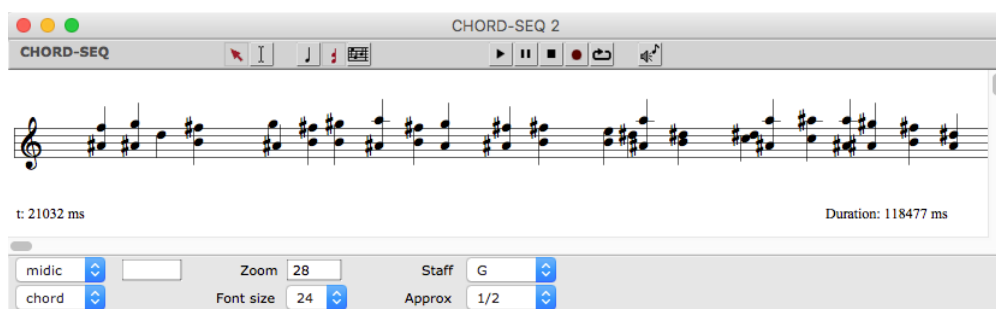 CHORD-SEQ 2
CHORD-SEQ
t: 21032 ms
Duration: 118477 ms
midic Zoom 28 Staff G
chord Font size 24 Approx 1/2